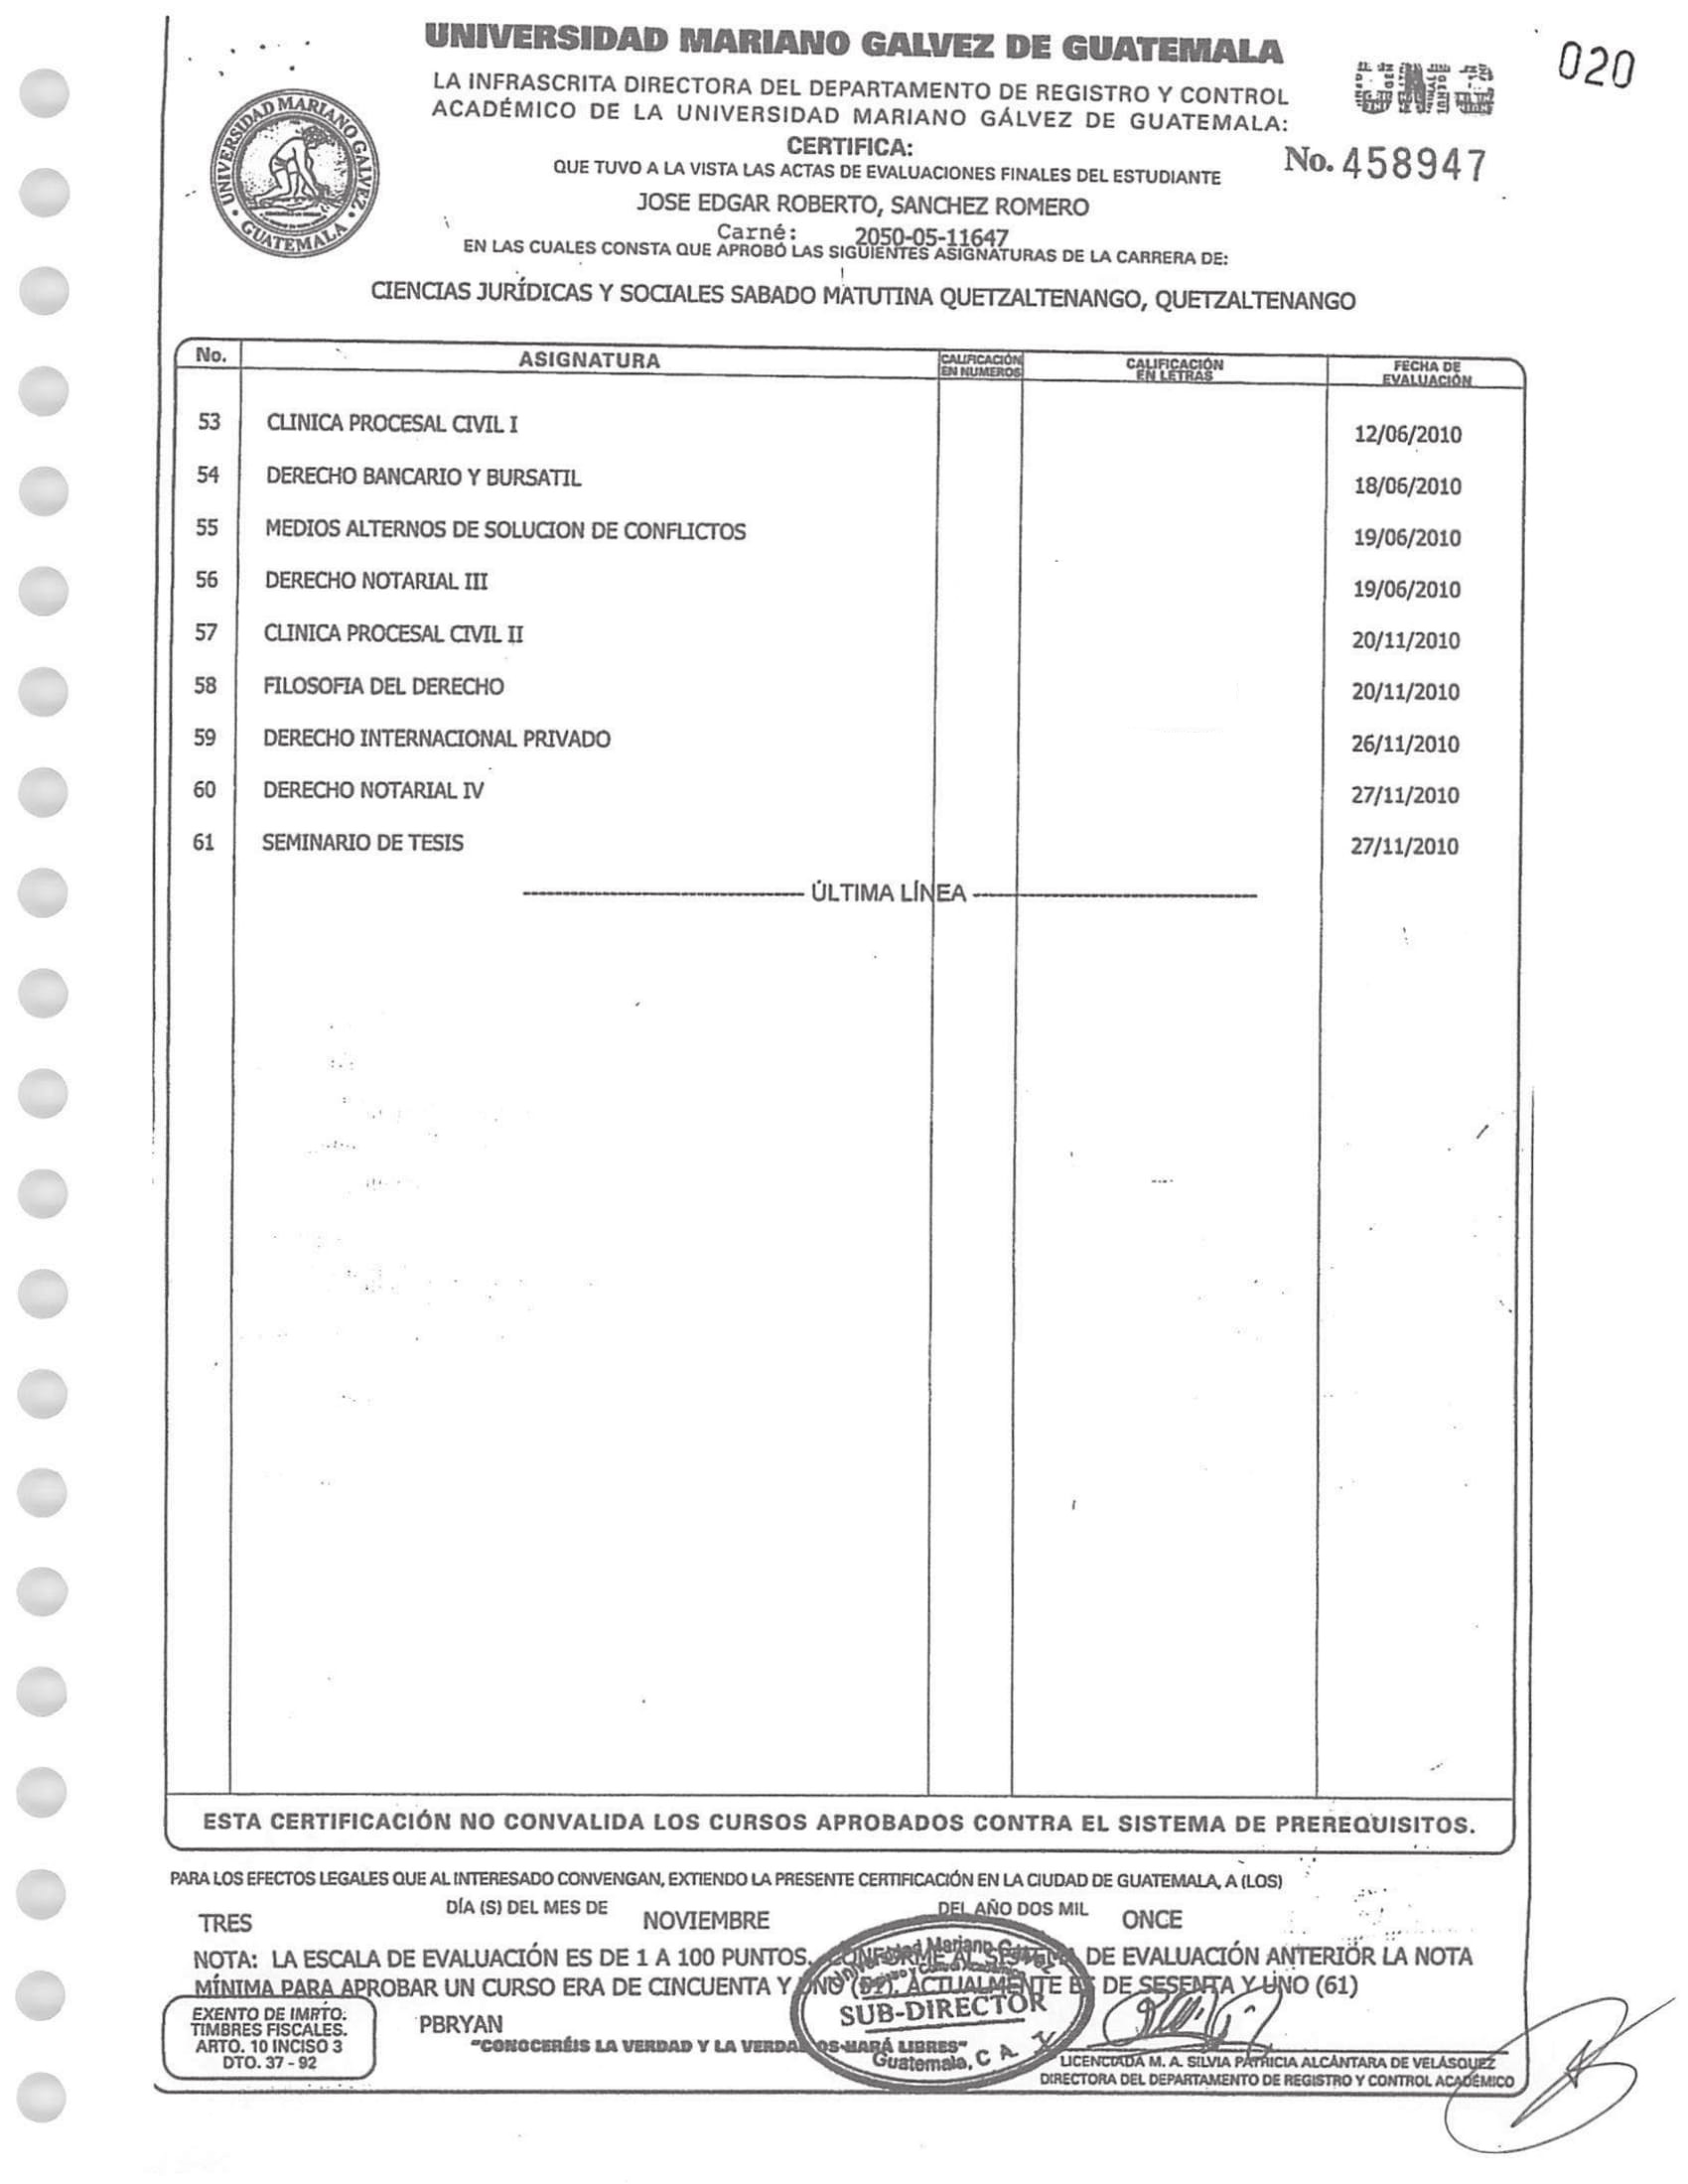 UNIVERSIDAD MARIANO GALVEZ DE GUATEMALA
020
LA INFRASCRITA DIRECTORA DEL DEPARTAMENTO DE REGISTRO Y CONTROL
ACADÉMICO DE LA UNIVERSIDAD MARIANO GÁLVEZ DE GUATEMALA:
UNIVERSIDAD MARIANO GALVEZ
GUATEMALA
CERTIFICA:
No. 458947
QUE TUVO A LA VISTA LAS ACTAS DE EVALUACIONES FINALES DEL ESTUDIANTE
JOSE EDGAR ROBERTO, SANCHEZ ROMERO
Carné: 2050-05-11647
EN LAS CUALES CONSTA QUE APROBÓ LAS SIGUIENTES ASIGNATURAS DE LA CARRERA DE:
CIENCIAS JURÍDICAS Y SOCIALES SABADO MATUTINA QUETZALTENANGO, QUETZALTENANGO
No. ASIGNATURA CALIFICACIÓN EN NUMEROS CALIFICACIÓN EN LETRAS FECHA DE EVALUACIÓN
53 CLINICA PROCESAL CIVIL I 12/06/2010
54 DERECHO BANCARIO Y BURSATIL 18/06/2010
55 MEDIOS ALTERNOS DE SOLUCION DE CONFLICTOS 19/06/2010
56 DERECHO NOTARIAL III 19/06/2010
57 CLINICA PROCESAL CIVIL II 20/11/2010
58 FILOSOFIA DEL DERECHO 20/11/2010
59 DERECHO INTERNACIONAL PRIVADO 26/11/2010
60 DERECHO NOTARIAL IV 27/11/2010
61 SEMINARIO DE TESIS 27/11/2010
---------- ÚLTIMA LÍNEA ----------
ESTA CERTIFICACIÓN NO CONVALIDA LOS CURSOS APROBADOS CONTRA EL SISTEMA DE PREREQUISITOS.
PARA LOS EFECTOS LEGALES QUE AL INTERESADO CONVENGAN, EXTIENDO LA PRESENTE CERTIFICACIÓN EN LA CIUDAD DE GUATEMALA, A (LOS)
TRES DÍA (S) DEL MES DE NOVIEMBRE DEL AÑO DOS MIL ONCE
NOTA: LA ESCALA DE EVALUACIÓN ES DE 1 A 100 PUNTOS. CONFORME AL SISTEMA DE EVALUACIÓN ANTERIOR LA NOTA
MÍNIMA PARA APROBAR UN CURSO ERA DE CINCUENTA Y UNO (51), ACTUALMENTE ES DE SESENTA Y UNO (61)
Universidad Mariano Galvez
Registro y Control Académico
SUB-DIRECTOR
Guatemala, C. A.
EXENTO DE IMPTO.
TIMBRES FISCALES.
ARTO. 10 INCISO 3
DTO. 37 - 92
PBRYAN
"CONOCERÉIS LA VERDAD Y LA VERDAD OS HARÁ LIBRES"
LICENCIADA M. A. SILVIA PATRICIA ALCÁNTARA DE VELÁSQUEZ
DIRECTORA DEL DEPARTAMENTO DE REGISTRO Y CONTROL ACADÉMICO